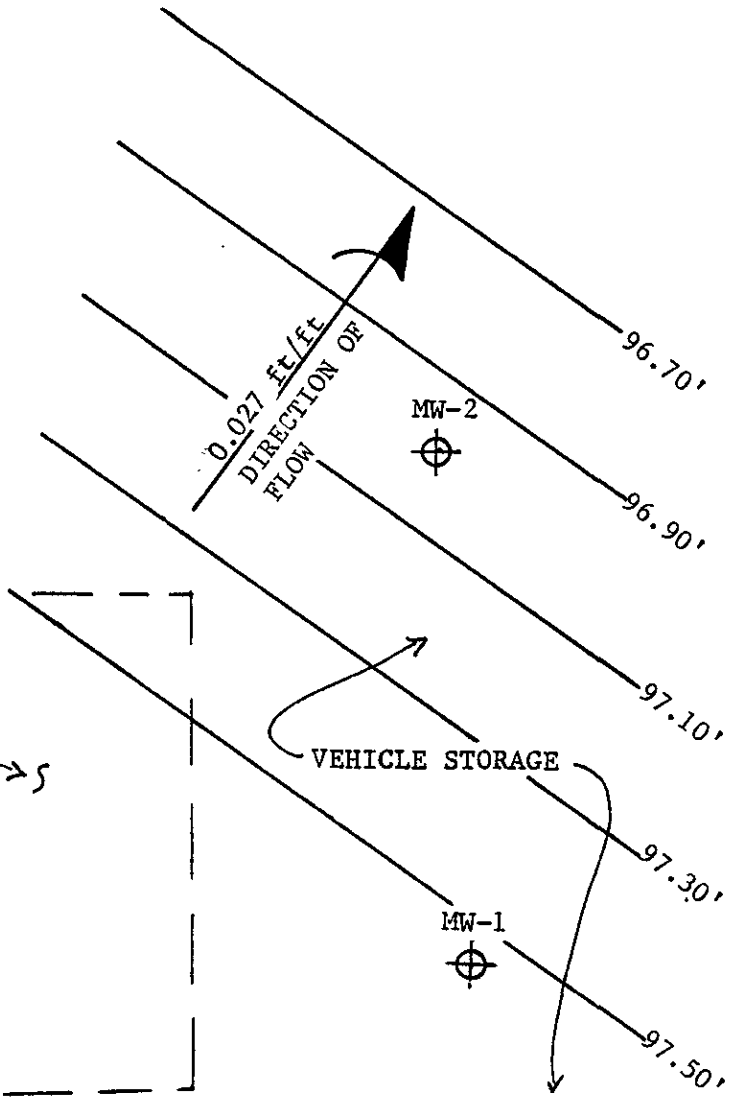 96.70'
0.027 ft/ft
DIRECTION OF
FLOW
MW-2
96.90'
97.10'
VEHICLE STORAGE
S
97.30'
MW-1
97.50'